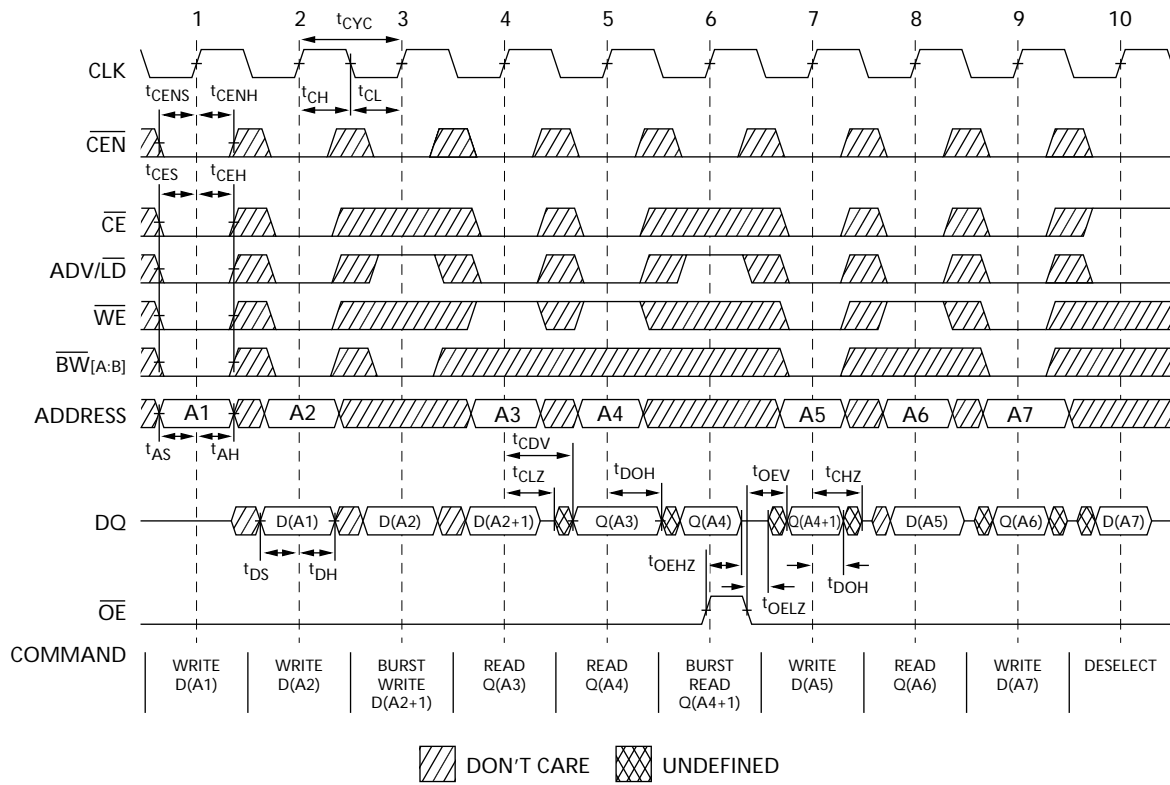 1 2 3 4 5 6 7 8 9 10
tCYC
CLK
tCENS tCENH tCH tCL
CEN
tCES tCEH
CE
ADV/LD
WE
BW[A:B]
ADDRESS A1 A2 A3 A4 A5 A6 A7
tAS tAH tCDV
tCLZ tDOH tOEV tCHZ
DQ D(A1) D(A2) D(A2+1) Q(A3) Q(A4) Q(A4+1) D(A5) Q(A6) D(A7)
tDS tDH tOEHZ tDOH
tOELZ
OE
COMMAND
WRITE D(A1)
WRITE D(A2)
BURST WRITE D(A2+1)
READ Q(A3)
READ Q(A4)
BURST READ Q(A4+1)
WRITE D(A5)
READ Q(A6)
WRITE D(A7)
DESELECT
DON'T CARE UNDEFINED